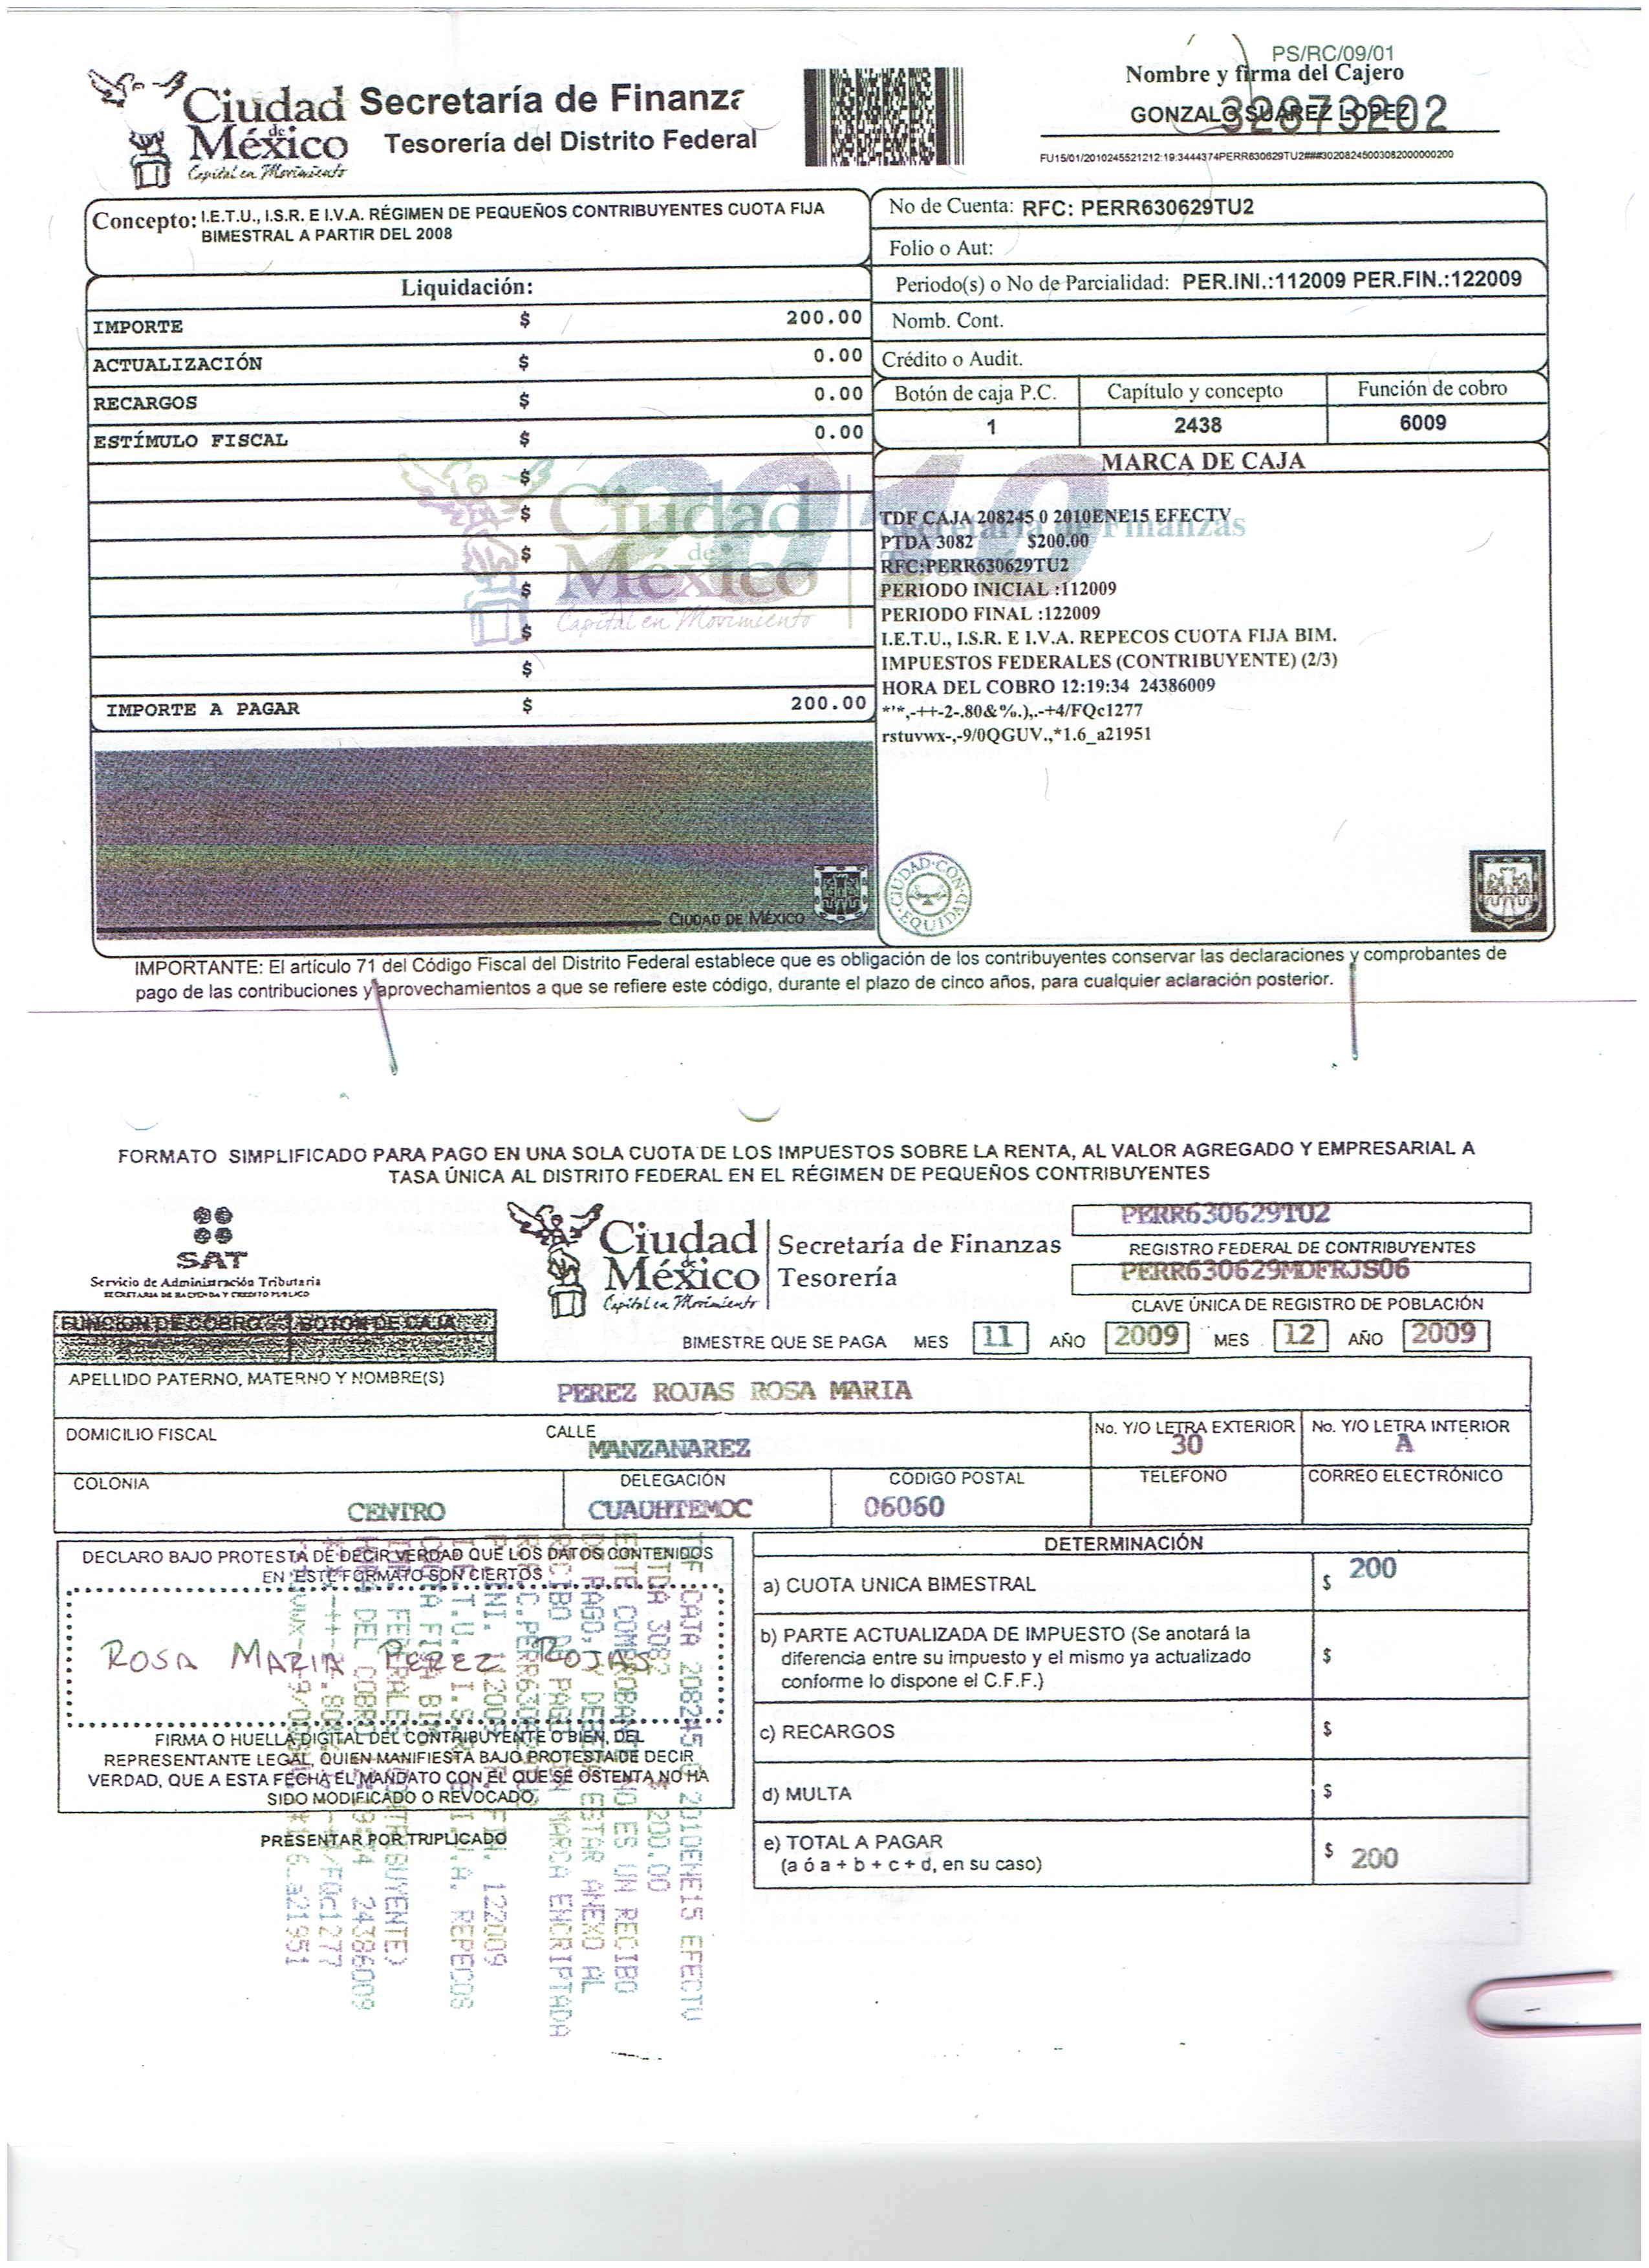 PS/RC/09/01
Ciudad de México
Capital en Movimiento
Secretaría de Finanza
Tesorería del Distrito Federal
Nombre y firma del Cajero
GONZALO SUAREZ LOPEZ
32873202
FU15/01/2010245521212:19:3444374PERR630629TU2###30208245003082000000200
Concepto: I.E.T.U., I.S.R. E I.V.A. RÉGIMEN DE PEQUEÑOS CONTRIBUYENTES CUOTA FIJA
BIMESTRAL A PARTIR DEL 2008
No de Cuenta: RFC: PERR630629TU2
Folio o Aut:
Periodo(s) o No de Parcialidad: PER.INI.:112009 PER.FIN.:122009
Nomb. Cont.
Crédito o Audit.
Botón de caja P.C. Capítulo y concepto Función de cobro
1 2438 6009
Liquidación:
IMPORTE $ 200.00
ACTUALIZACIÓN $ 0.00
RECARGOS $ 0.00
ESTÍMULO FISCAL $ 0.00
$
$
$
$
$
$
IMPORTE A PAGAR $ 200.00
2010
Ciudad de México
Capital en Movimiento
Secretaría de Finanzas
MARCA DE CAJA
TDF CAJA 208245 0 2010ENE15 EFECTV
PTDA 3082 $200.00
RFC:PERR630629TU2
PERIODO INICIAL :112009
PERIODO FINAL :122009
I.E.T.U., I.S.R. E I.V.A. REPECOS CUOTA FIJA BIM.
IMPUESTOS FEDERALES (CONTRIBUYENTE) (2/3)
HORA DEL COBRO 12:19:34 24386009
*'*,-++-2-.80&%.),.-+4/FQc1277
rstuvwx-,-9/0QGUV.,*1.6_a21951
CIUDAD DE MÉXICO
CIUDAD·CON·EQUIDAD
IMPORTANTE: El artículo 71 del Código Fiscal del Distrito Federal establece que es obligación de los contribuyentes conservar las declaraciones y comprobantes de
pago de las contribuciones y aprovechamientos a que se refiere este código, durante el plazo de cinco años, para cualquier aclaración posterior.
FORMATO SIMPLIFICADO PARA PAGO EN UNA SOLA CUOTA DE LOS IMPUESTOS SOBRE LA RENTA, AL VALOR AGREGADO Y EMPRESARIAL A
TASA ÚNICA AL DISTRITO FEDERAL EN EL RÉGIMEN DE PEQUEÑOS CONTRIBUYENTES
SAT
Servicio de Administración Tributaria
SECRETARIA DE HACIENDA Y CREDITO PUBLICO
Ciudad de México
Capital en Movimiento
Secretaría de Finanzas
Tesorería
PERR630629TU2
REGISTRO FEDERAL DE CONTRIBUYENTES
PERR630629MDFRJS06
CLAVE ÚNICA DE REGISTRO DE POBLACIÓN
FUNCION DE COBRO BOTON DE CAJA
BIMESTRE QUE SE PAGA MES 11 AÑO 2009 MES 12 AÑO 2009
APELLIDO PATERNO, MATERNO Y NOMBRE(S) PEREZ ROJAS ROSA MARIA
DOMICILIO FISCAL CALLE MANZANAREZ
No. Y/O LETRA EXTERIOR 30
No. Y/O LETRA INTERIOR A
COLONIA CENTRO
DELEGACIÓN CUAUHTEMOC
CODIGO POSTAL 06060
TELEFONO
CORREO ELECTRÓNICO
DECLARO BAJO PROTESTA DE DECIR VERDAD QUE LOS DATOS CONTENIDOS
EN ESTE FORMATO SON CIERTOS
ROSA MARIA PEREZ ROJAS
FIRMA O HUELLA DIGITAL DEL CONTRIBUYENTE O BIEN, DEL
REPRESENTANTE LEGAL, QUIEN MANIFIESTA BAJO PROTESTA DE DECIR
VERDAD, QUE A ESTA FECHA EL MANDATO CON EL QUE SE OSTENTA NO HA
SIDO MODIFICADO O REVOCADO.
PRESENTAR POR TRIPLICADO
DETERMINACIÓN
a) CUOTA UNICA BIMESTRAL $ 200
b) PARTE ACTUALIZADA DE IMPUESTO (Se anotará la
diferencia entre su impuesto y el mismo ya actualizado
conforme lo dispone el C.F.F.) $
c) RECARGOS $
d) MULTA $
e) TOTAL A PAGAR $ 200
(a ó a + b + c + d, en su caso)
TDF CAJA 208245 0 2010ENE15 EFECTV
PTDA 3082 $ 200.00
ESTE COMPROBANTE NO ES UN RECIBO
DE PAGO, DEBE ESTAR ANEXO AL
RECIBO DE PAGO CON MARCA ENCRIPTADA
R.F.C. PERR630629TU2
P. INI. 112009 P. FIN. 122009
I.E.T.U., I.S.R. E I.V.A. REPECOS
CUOTA FIJA BIM.
FEDERALES (CONTRIBUYENTE)
HORA DEL COBRO 12:19:34 24386009